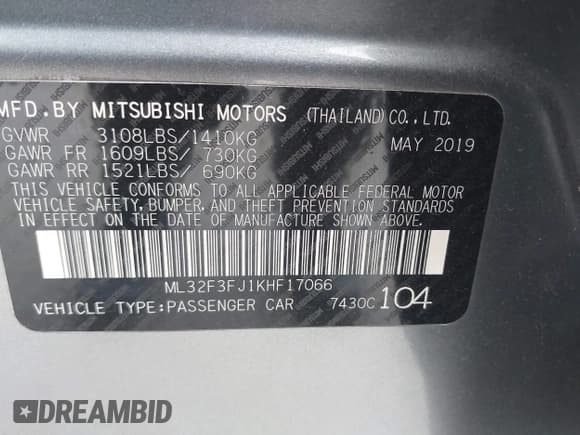 MFD.BY MITSUBISHI MOTORS (THAILAND)CO.,LTD.
GVWR 3108LBS/1410KG MAY 2019
GAWR FR 1609LBS/ 730KG
GAWR RR 1521LBS/ 690KG
THIS VEHICLE CONFORMS TO ALL APPLICABLE FEDERAL MOTOR
VEHICLE SAFETY,BUMPER,AND THEFT PREVENTION STANDARDS
IN EFFECT ON THE DATE OF MANUFACTURE SHOWN ABOVE.
ML32F3FJ1KHF17066
VEHICLE TYPE:PASSENGER CAR 7430C 104
DREAMBID